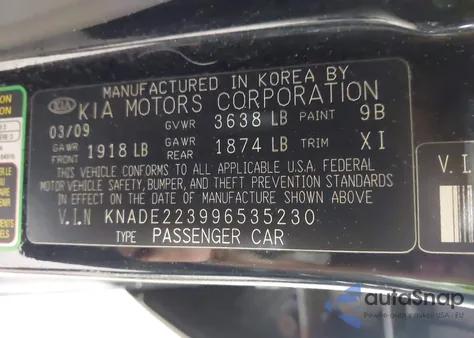 MANUFACTURED IN KOREA BY
KIA KIA MOTORS CORPORATION
03/09 GVWR 3638 LB PAINT 9B
GAWR FRONT 1918 LB GAWR REAR 1874 LB TRIM XI
THIS VEHICLE CONFORMS TO ALL APPLICABLE U.S.A. FEDERAL
MOTOR VEHICLE SAFETY, BUMPER, AND THEFT PREVENTION STANDARDS
IN EFFECT ON THE DATE OF MANUFACTURE SHOWN ABOVE
V.I.N KNADE223996535230
TYPE PASSENGER CAR
autoSnap